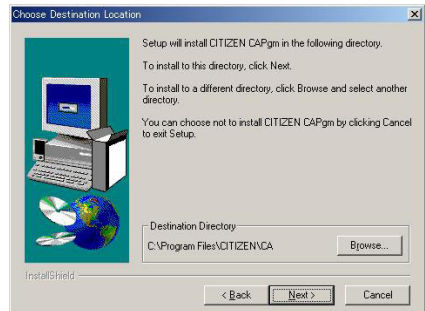 Choose Destination Location
Setup will install CITIZEN CAPgm in the following directory.
To install to this directory, click Next.
To install to a different directory, click Browse and select another
directory.
You can choose not to install CITIZEN CAPgm by clicking Cancel
to exit Setup.
Destination Directory
C:\Program Files\CITIZEN\CA
Browse...
InstallShield
< Back
Next >
Cancel